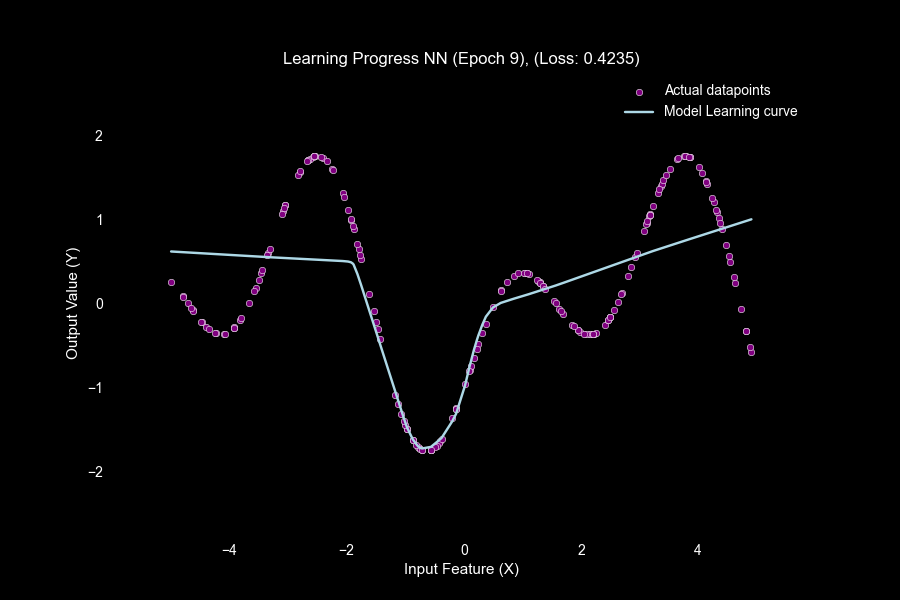 Learning Progress NN (Epoch 9), (Loss: 0.4235)
Actual datapoints
Model Learning curve
2
1
0
−1
−2
Output Value (Y)
−4
−2
0
2
4
Input Feature (X)